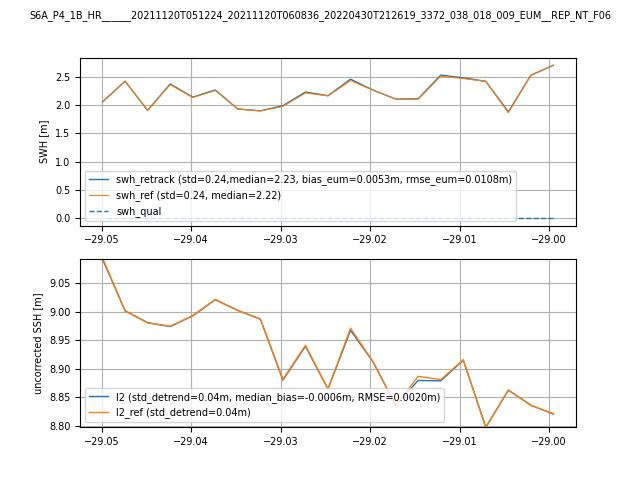 S6A_P4_1B_HR______20211120T051224_20211120T060836_20220430T212619_3372_038_018_009_EUM__REP_NT_F06
2.5
2.0
1.5
1.0
0.5
0.0
SWH [m]
swh_retrack (std=0.24,median=2.23, bias_eum=0.0053m, rmse_eum=0.0108m)
swh_ref (std=0.24, median=2.22)
swh_qual
−29.05 −29.04 −29.03 −29.02 −29.01 −29.00
9.05
9.00
8.95
8.90
8.85
8.80
uncorrected SSH [m]
l2 (std_detrend=0.04m, median_bias=-0.0006m, RMSE=0.0020m)
l2_ref (std_detrend=0.04m)
−29.05 −29.04 −29.03 −29.02 −29.01 −29.00